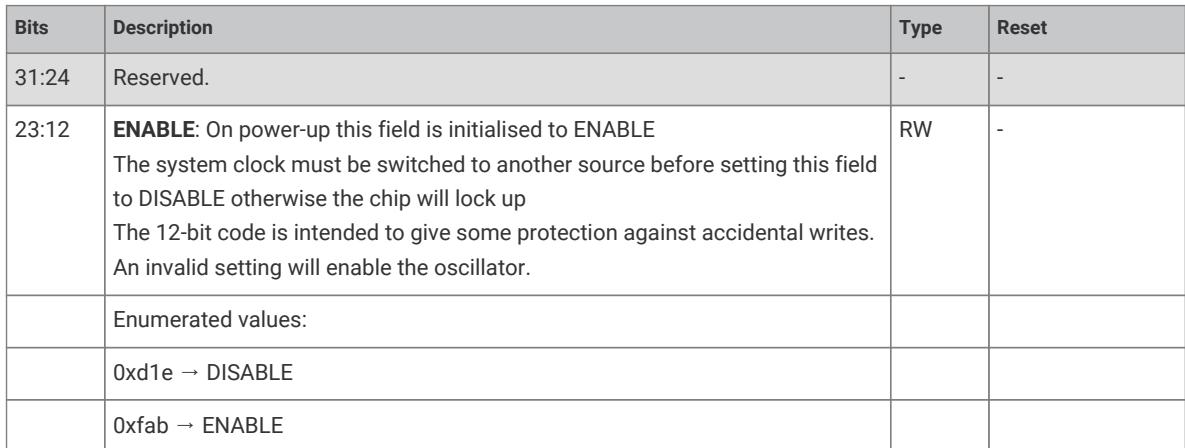 Bits Description Type Reset
31:24 Reserved. - -
23:12 ENABLE: On power-up this field is initialised to ENABLE RW -
The system clock must be switched to another source before setting this field
to DISABLE otherwise the chip will lock up
The 12-bit code is intended to give some protection against accidental writes.
An invalid setting will enable the oscillator.
Enumerated values:
0xd1e → DISABLE
0xfab → ENABLE